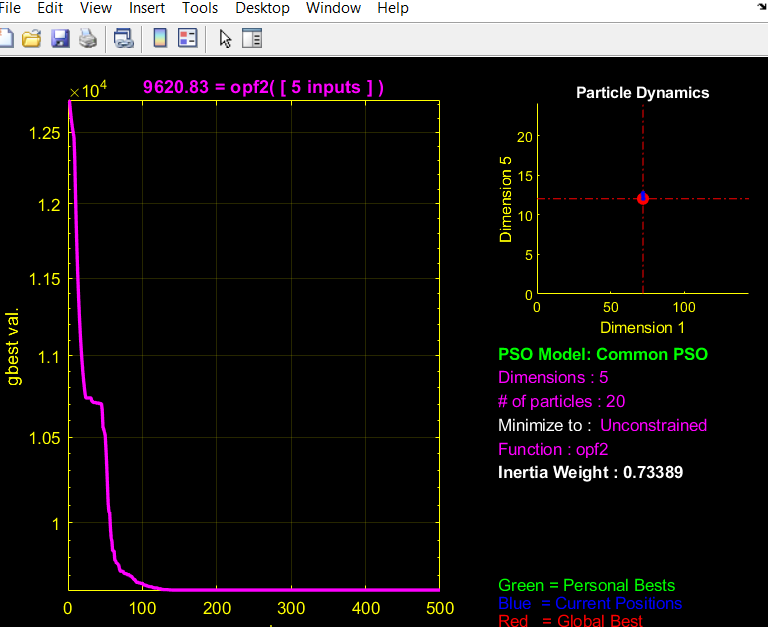 File Edit View Insert Tools Desktop Window Help
×10⁴
9620.83 = opf2( [ 5 inputs ] )
1.25
1.2
1.15
1.1
1.05
1
gbest val.
0 100 200 300 400 500
Particle Dynamics
20
15
10
5
0
Dimension 5
0 50 100
Dimension 1
PSO Model: Common PSO
Dimensions : 5
# of particles : 20
Minimize to : Unconstrained
Function : opf2
Inertia Weight : 0.73389
Green = Personal Bests
Blue = Current Positions
Red = Global Best